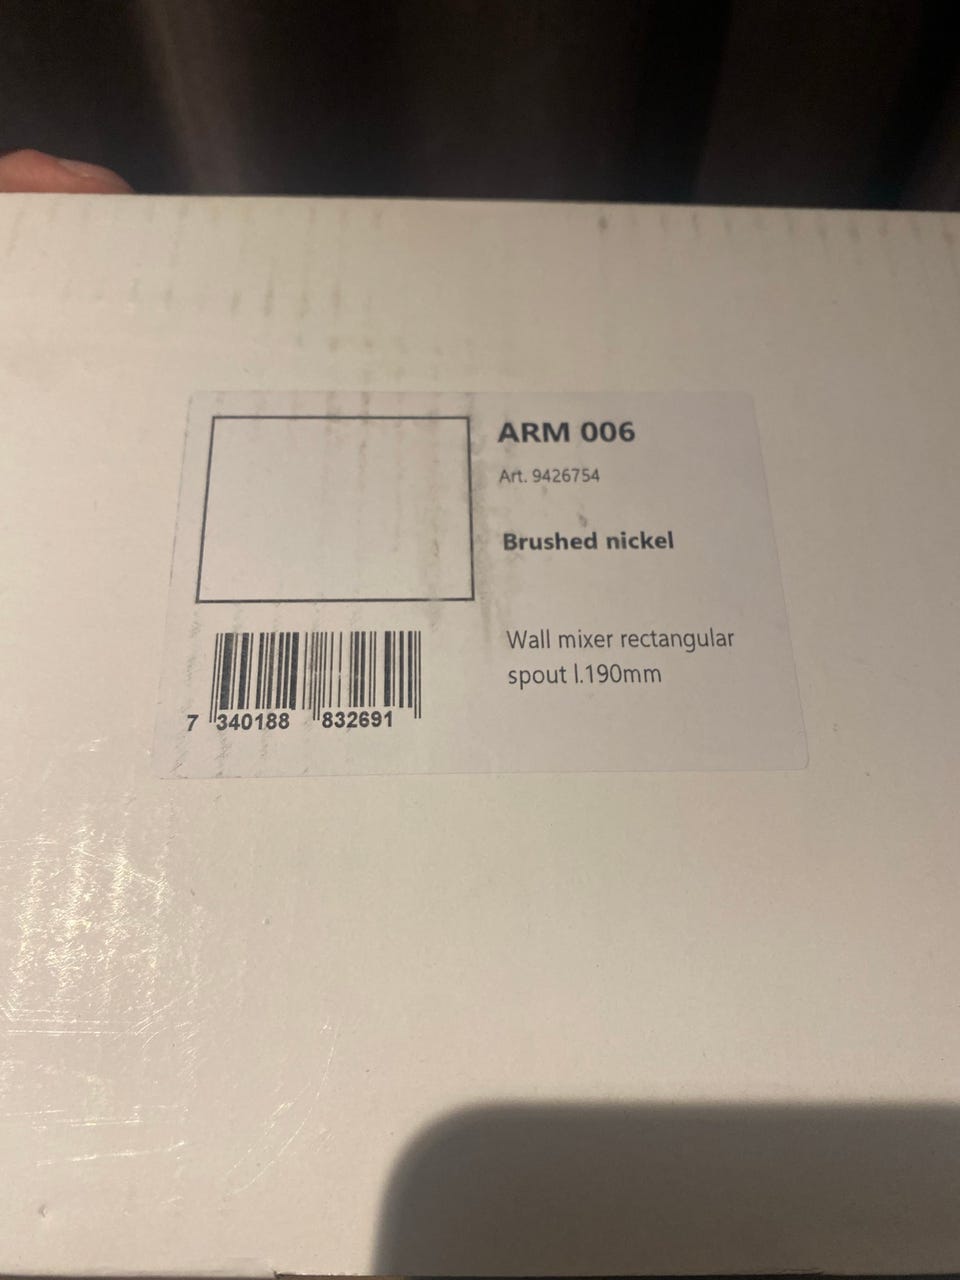 ARM 006
Art. 9426754
Brushed nickel
Wall mixer rectangular
spout l.190mm
7 340188 832691